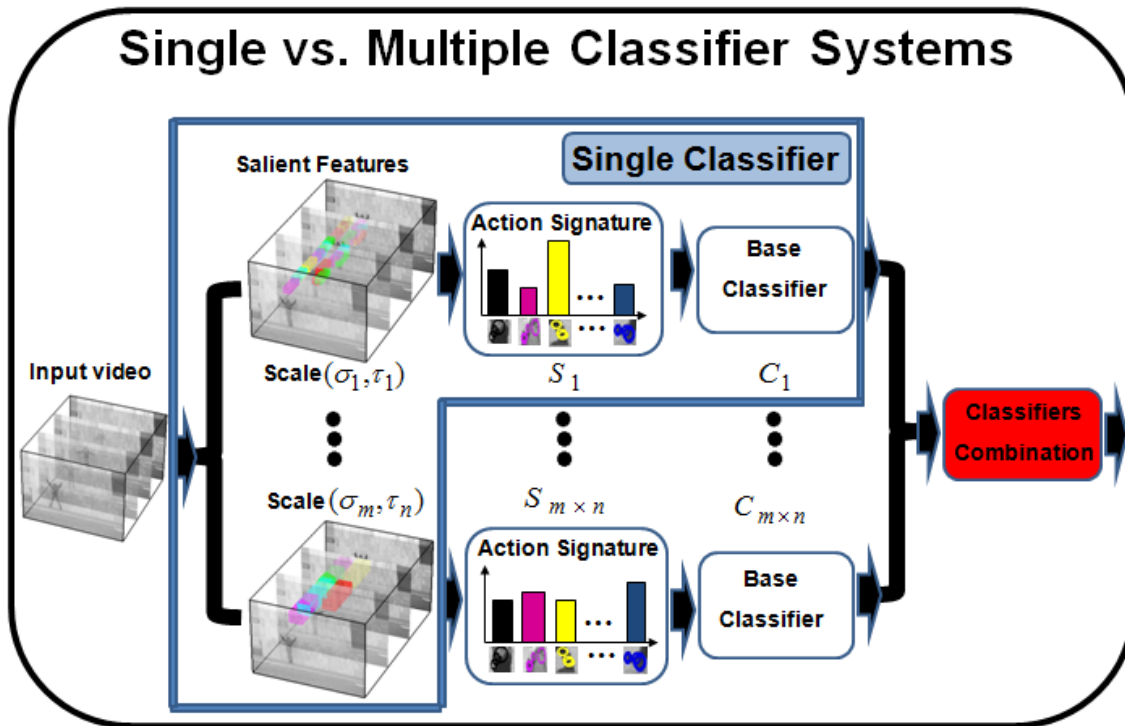 Single vs. Multiple Classifier Systems
Single Classifier
Salient Features
Action Signature
Base
Classifier
Input video
Scale(σ₁,τ₁)
S₁
C₁
Classifiers
Combination
Scale(σₘ,τₙ)
Sₘ × ₙ
Cₘ×ₙ
Action Signature
Base
Classifier